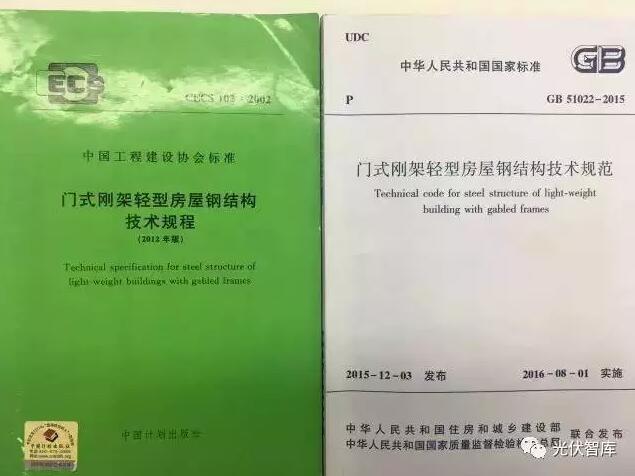 ECS
CECS 102：2002
中国工程建设协会标准
门式刚架轻型房屋钢结构
技术规程
(2012年版)
Technical specification for steel structure of
light-weight buildings with gabled frames
中国计划出版社
UDC
中华人民共和国国家标准
GB
P
GB 51022-2015
门式刚架轻型房屋钢结构技术规范
Technical code for steel structure of light-weight
building with gabled frames
2015-12-03 发布
2016-08-01 实施
中华人民共和国住房和城乡建设部
中华人民共和国国家质量监督检验检疫总局
联合发布
光伏智库